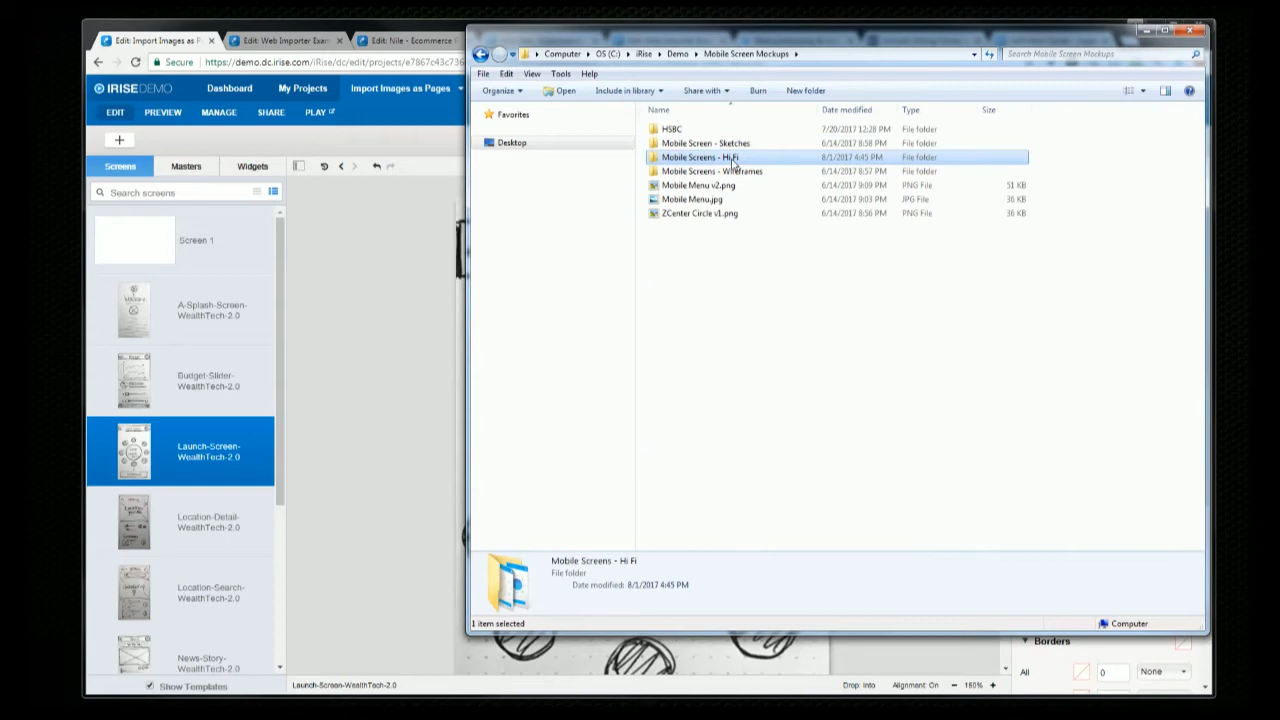 Edit: Import Images as P
Edit: Web Importer Exam
Edit: Nile - Ecommerce F
Secure
https://demo.dc.irise.com/iRise/dc/edit/projects/e7867c43c736
IRISEDEMO
Dashboard
My Projects
Import Images as Pages
EDIT
PREVIEW
MANAGE
SHARE
PLAY
Screens
Masters
Widgets
Search screens
Screen 1
A-Splash-Screen-
WealthTech-2.0
Budget-Slider-
WealthTech-2.0
Launch-Screen-
WealthTech-2.0
Location-Detail-
WealthTech-2.0
Location-Search-
WealthTech-2.0
News-Story-
WealthTech-2.0
Show Templates
Launch-Screen-WealthTech-2.0
Computer
OS (C:)
iRise
Demo
Mobile Screen Mockups
Search Mobile Screen Mockups
File Edit View Tools Help
Organize
Open
Include in library
Share with
Burn
New folder
Favorites
Desktop
Name Date modified Type Size
HSBC 7/20/2017 12:28 PM File folder
Mobile Screen - Sketches 6/14/2017 8:58 PM File folder
Mobile Screens - Hi Fi 8/1/2017 4:45 PM File folder
Mobile Screens - Wireframes 6/14/2017 8:57 PM File folder
Mobile Menu v2.png 6/14/2017 9:09 PM PNG File 51 KB
Mobile Menu.jpg 6/14/2017 9:03 PM JPG File 36 KB
ZCenter Circle v1.png 6/14/2017 8:56 PM PNG File 36 KB
Mobile Screens - Hi Fi
File folder
Date modified: 8/1/2017 4:45 PM
1 item selected
Computer
Borders
All
0
None
Drop: Into
Alignment: On
150%